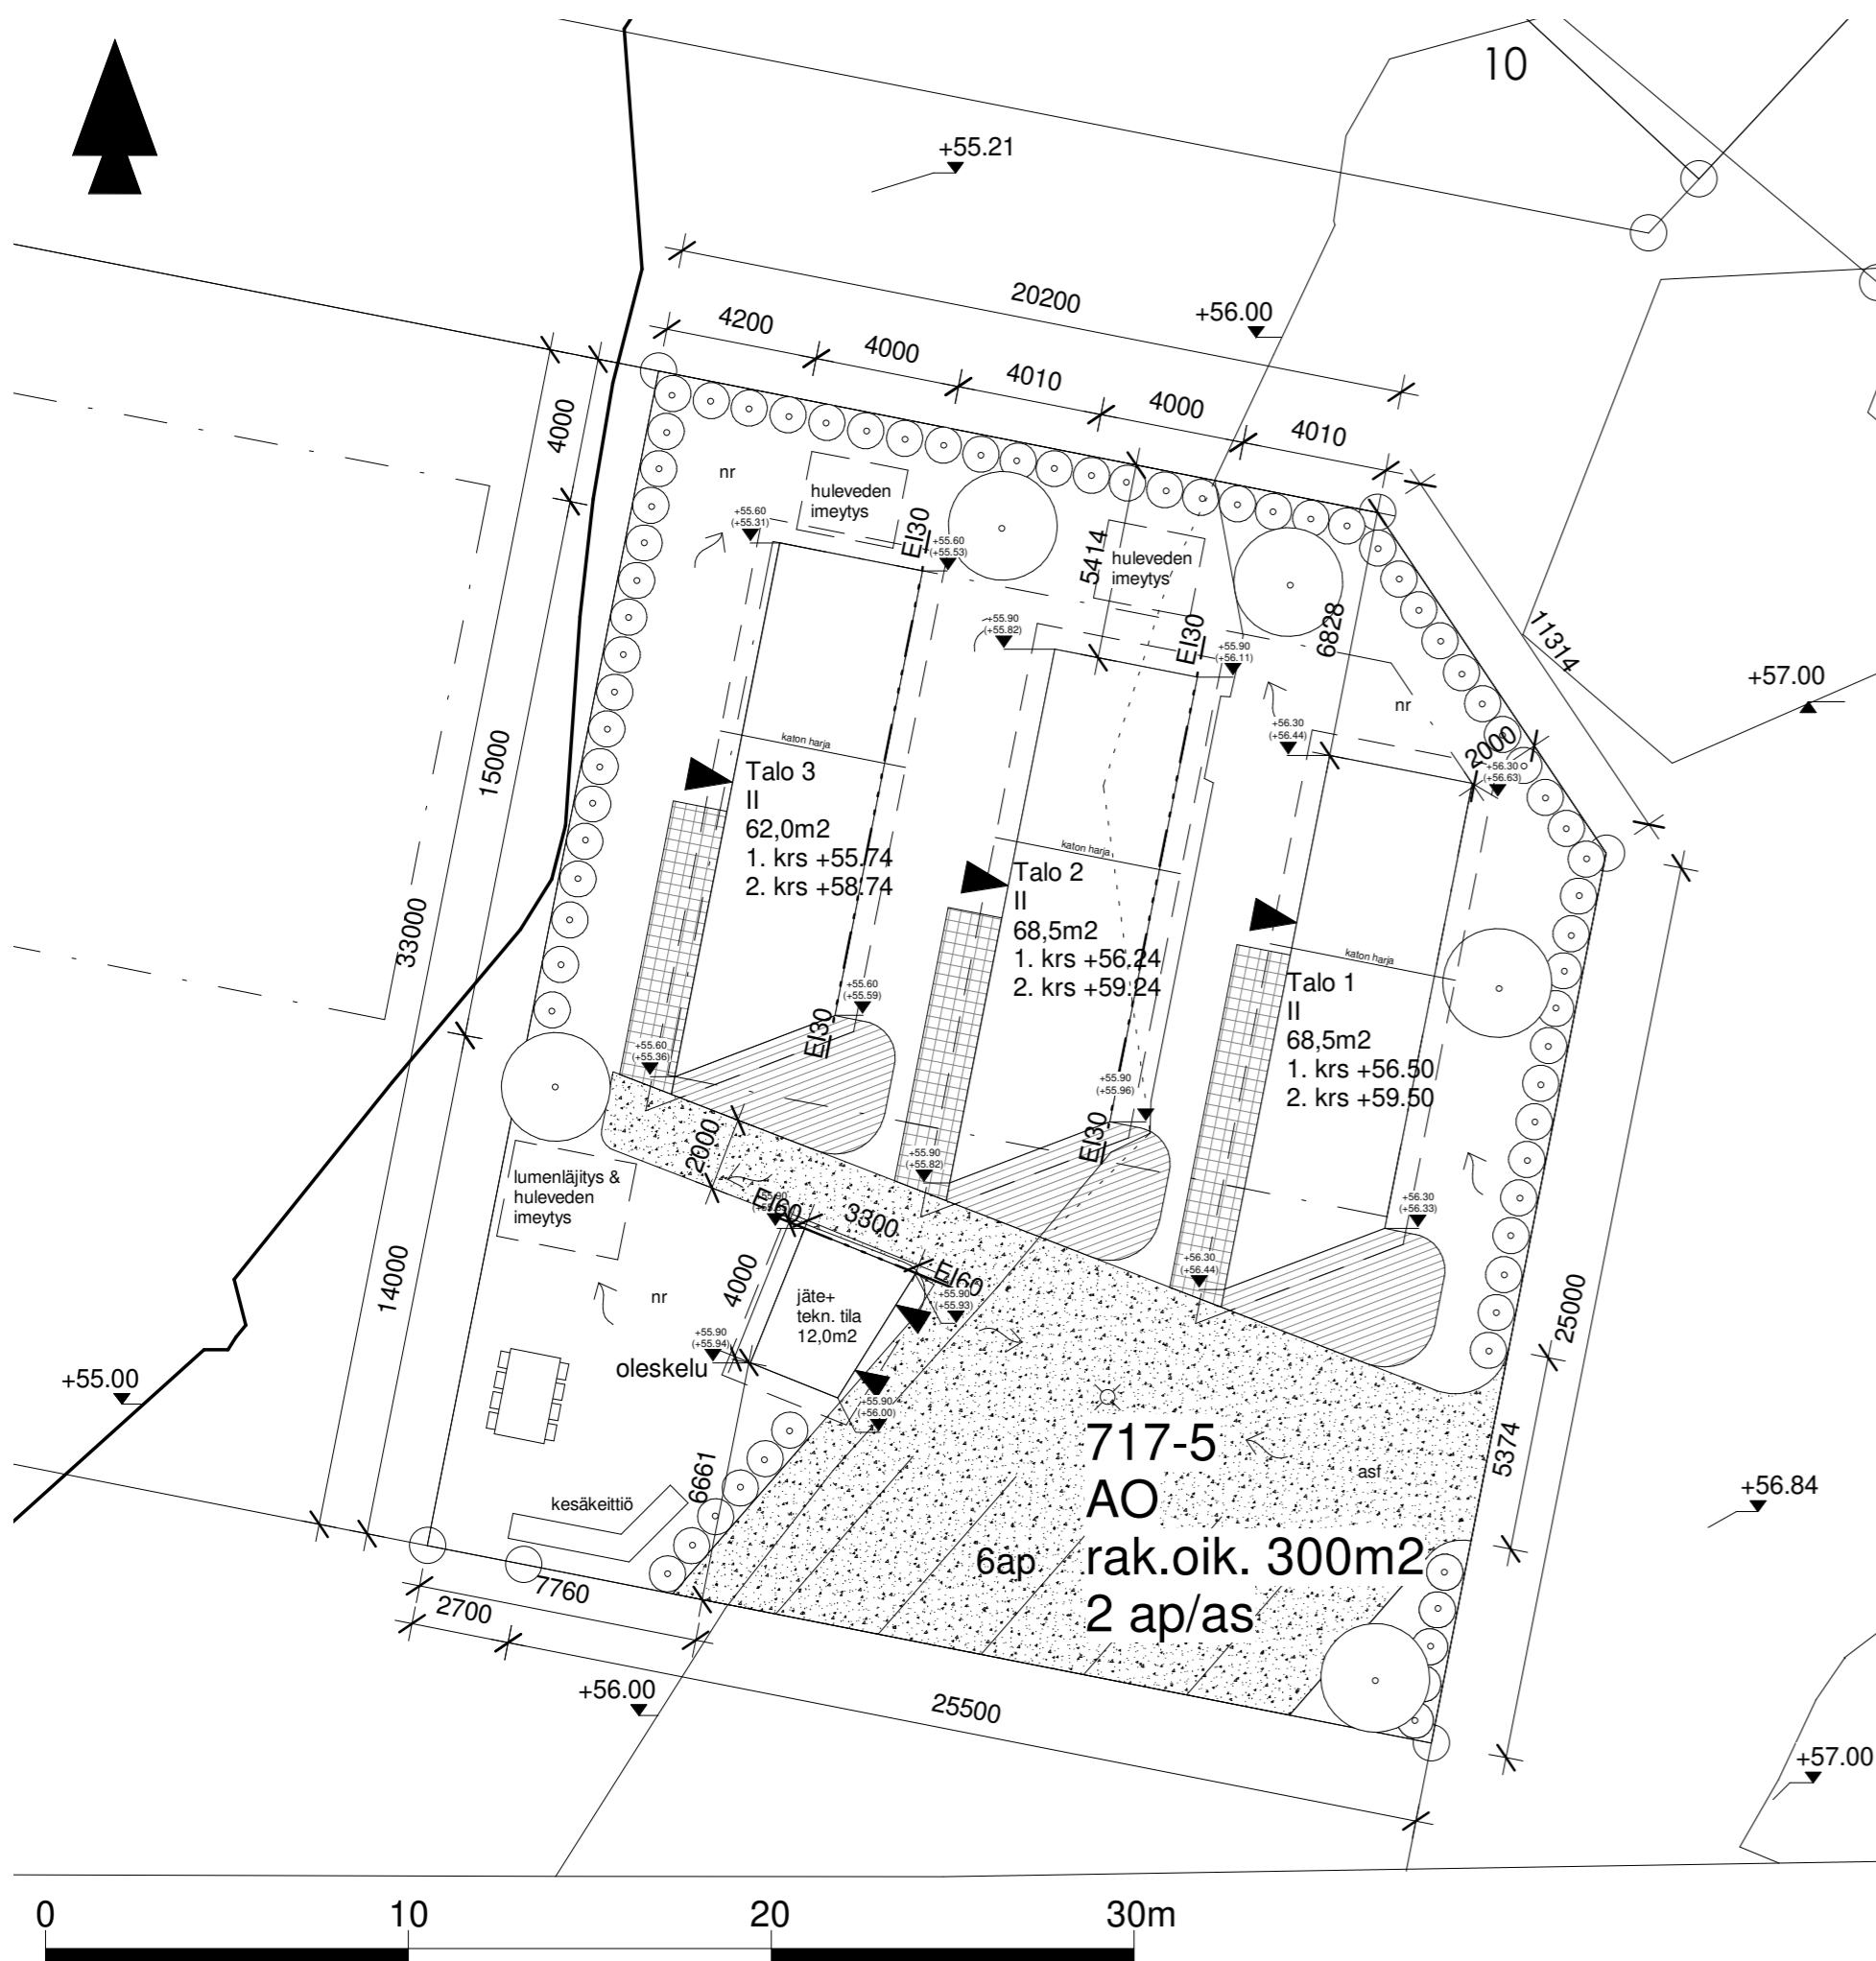 10
+55.21
20200
+56.00
4200
4000
4010
4000
4010
4000
nr
huleveden
imeytys
+55.60
(+55.31)
EI30
+55.60
(+55.53)
5414
huleveden
imeytys
6828
11314
+55.90
(+55.82)
EI30
+55.90
(+56.11)
+57.00
nr
+56.30
(+56.44)
2000
+56.30
(+56.63)
15000
katon harja
Talo 3
II
62,0m2
1. krs +55.74
2. krs +58.74
katon harja
Talo 2
II
68,5m2
1. krs +56.24
2. krs +59.24
33000
katon harja
Talo 1
II
68,5m2
1. krs +56.50
2. krs +59.50
+55.60
(+55.59)
EI30
+55.60
(+55.36)
+55.90
(+55.96)
EI30
2000
+55.90
(+55.82)
lumenläjitys &
huleveden
imeytys
+55.90
EI60
3300
+56.30
(+56.33)
+56.30
(+56.44)
EI60
4000
14000
nr
jäte+
tekn. tila
12,0m2
+55.90
(+55.93)
25000
+55.90
(+55.94)
oleskelu
+55.00
+55.90
(+56.00)
717-5
AO
rak.oik. 300m2
2 ap/as
asf
5374
6661
+56.84
kesäkeittiö
6ap
7760
2700
+56.00
25500
+57.00
0 10 20 30m